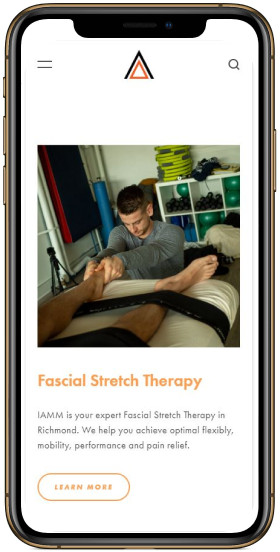 Fascial Stretch Therapy
IAMM is your expert Fascial Stretch Therapy in
Richmond. We help you achieve optimal flexibly,
mobility, performance and pain relief.
LEARN MORE